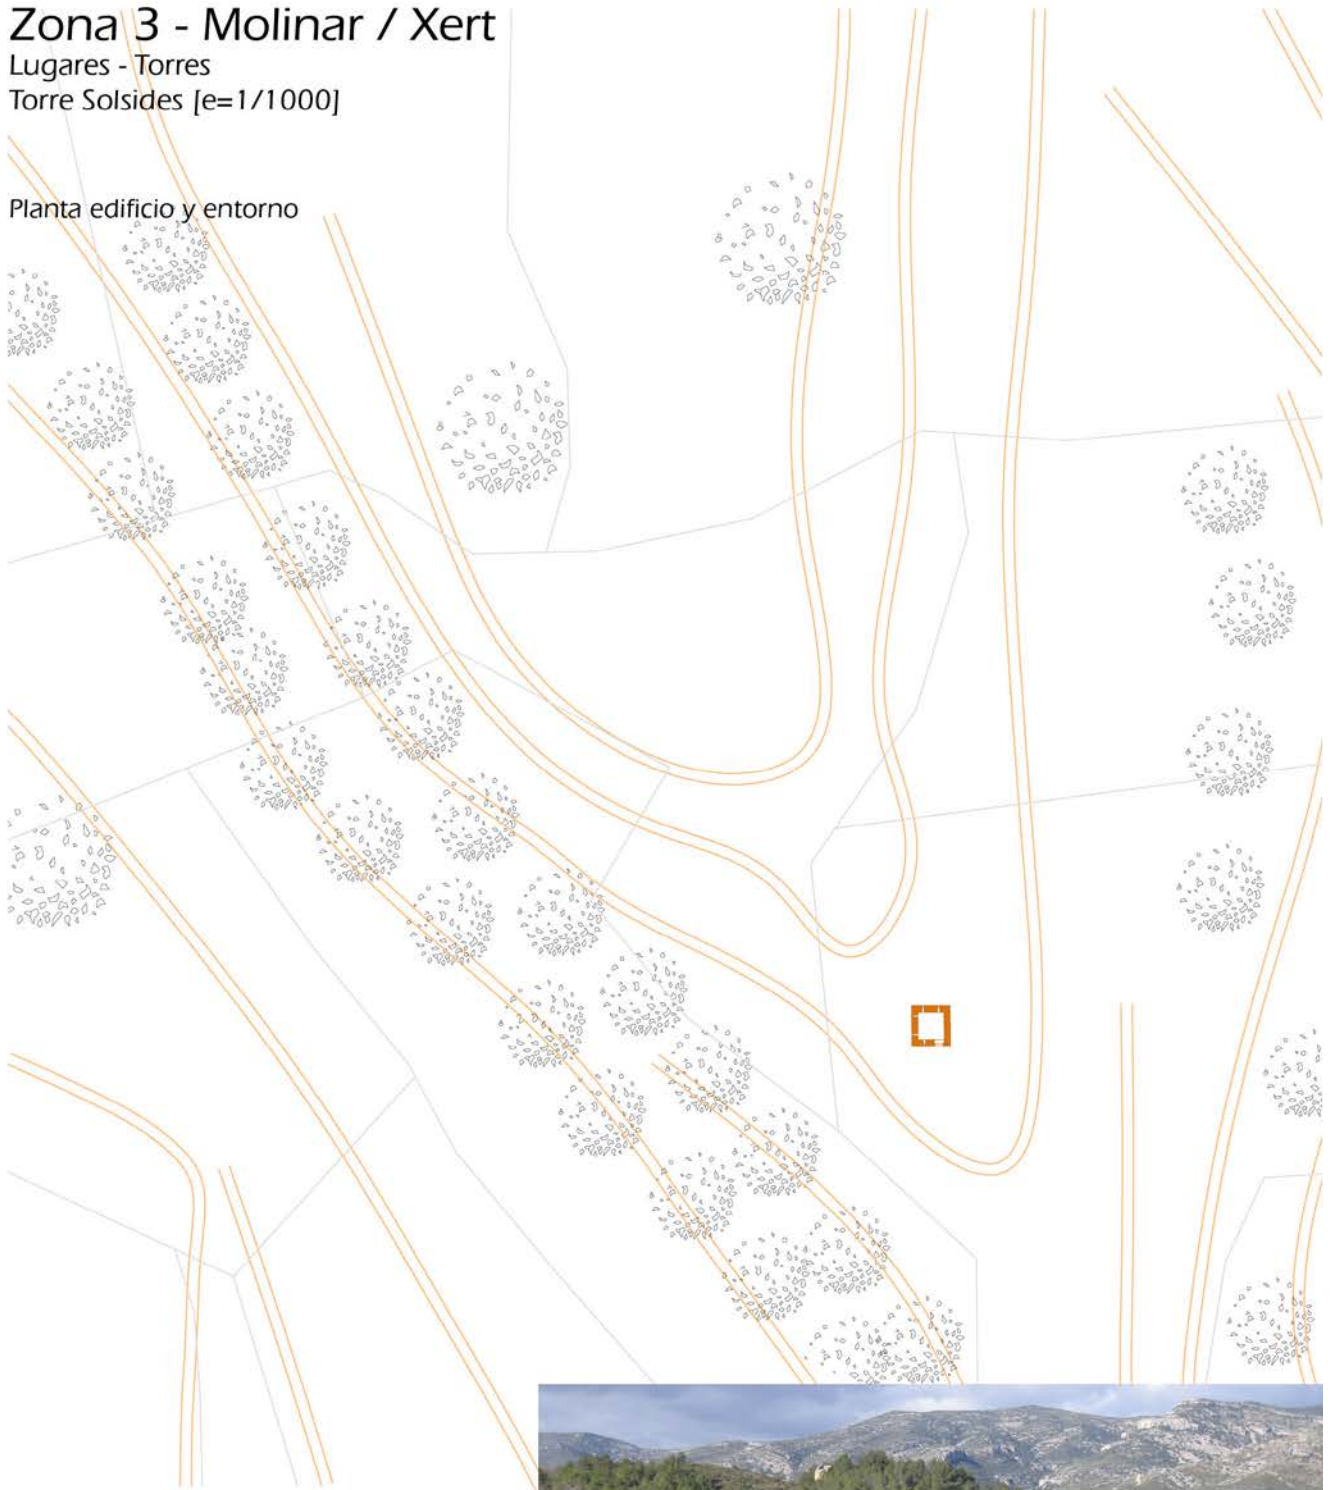 Zona 3 - Molinar / Xert
Lugares - Torres
Torre Solsides [e=1/1000]
Planta edificio y entorno